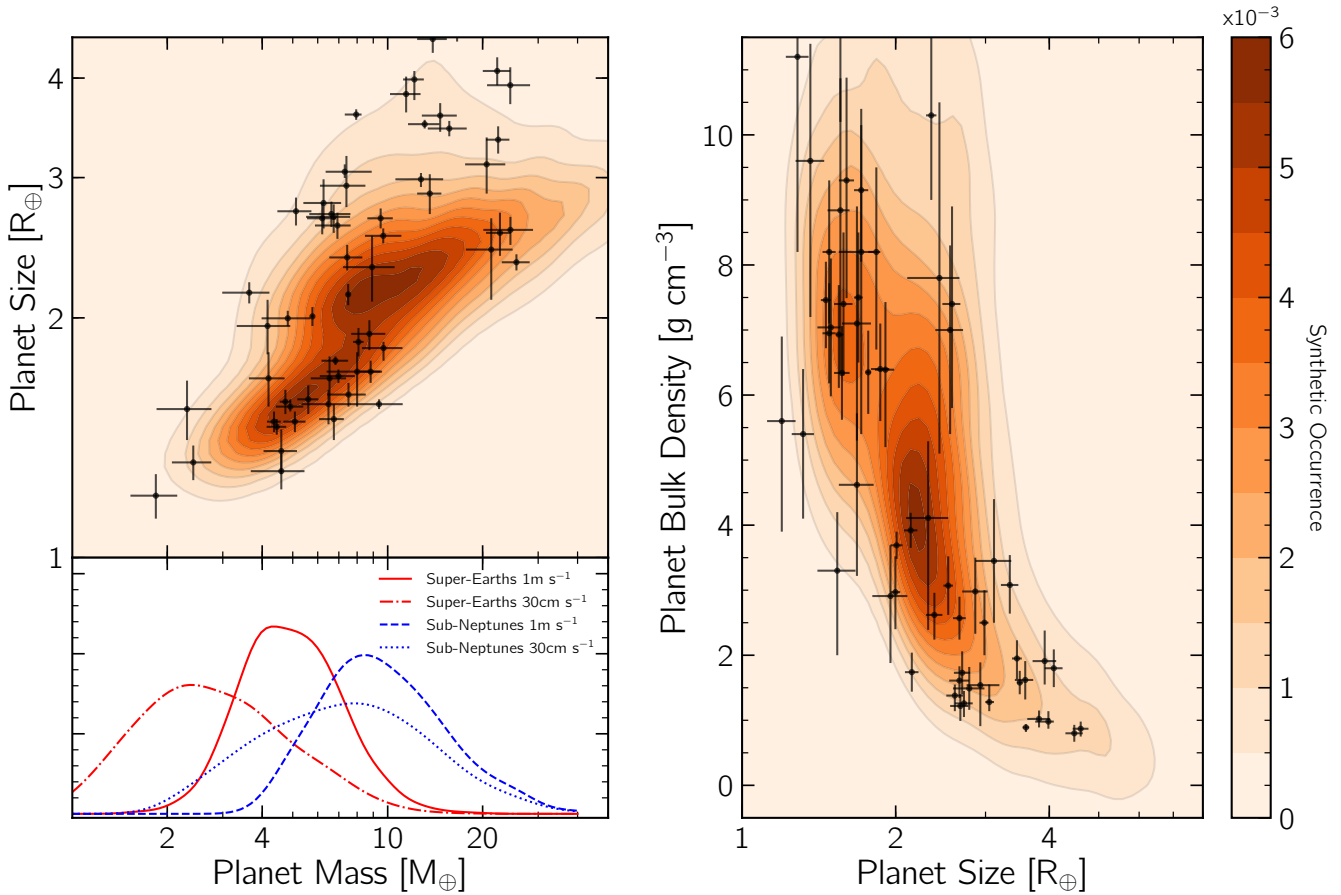 4
3
2
1
Planet Size [R⊕]
Super-Earths 1m s⁻¹
Super-Earths 30cm s⁻¹
Sub-Neptunes 1m s⁻¹
Sub-Neptunes 30cm s⁻¹
2 4 10 20
Planet Mass [M⊕]
10
8
6
4
2
0
Planet Bulk Density [g cm⁻³]
1 2 4
Planet Size [R⊕]
x10⁻³
6
5
4
3
2
1
0
Synthetic Occurrence